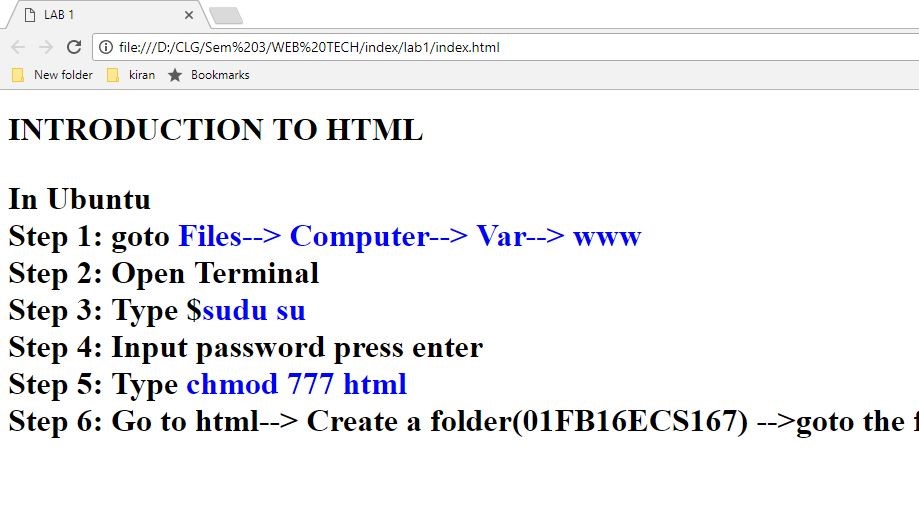 LAB 1
file:///D:/CLG/Sem%203/WEB%20TECH/index/lab1/index.html
New folder kiran Bookmarks
INTRODUCTION TO HTML
In Ubuntu
Step 1: goto Files--> Computer--> Var--> www
Step 2: Open Terminal
Step 3: Type $sudu su
Step 4: Input password press enter
Step 5: Type chmod 777 html
Step 6: Go to html--> Create a folder(01FB16ECS167) -->goto the